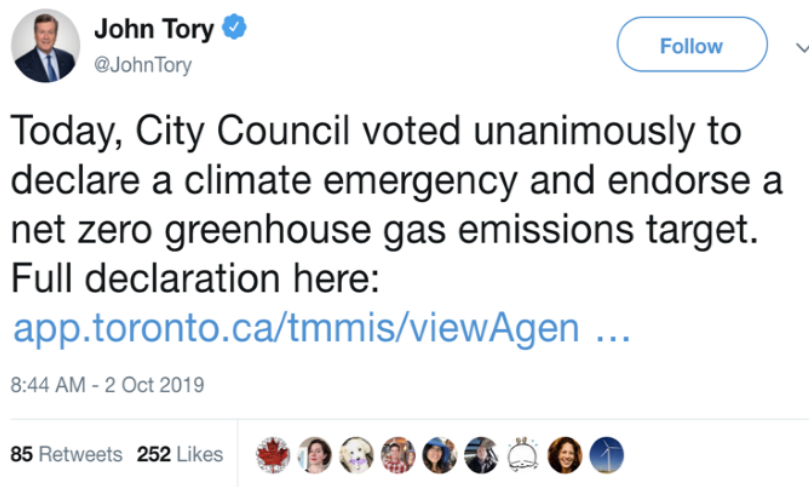 John Tory
@JohnTory
Follow
Today, City Council voted unanimously to
declare a climate emergency and endorse a
net zero greenhouse gas emissions target.
Full declaration here:
app.toronto.ca/tmmis/viewAgen ...
8:44 AM - 2 Oct 2019
85 Retweets 252 Likes